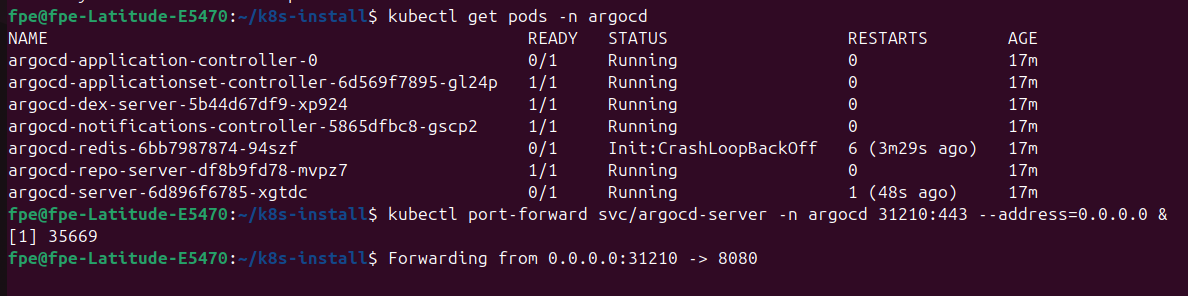 fpe@fpe-Latitude-E5470:~/k8s-install$ kubectl get pods -n argocd
NAME READY STATUS RESTARTS AGE
argocd-application-controller-0 0/1 Running 0 17m
argocd-applicationset-controller-6d569f7895-gl24p 1/1 Running 0 17m
argocd-dex-server-5b44d67df9-xp924 1/1 Running 0 17m
argocd-notifications-controller-5865dfbc8-gscp2 1/1 Running 0 17m
argocd-redis-6bb7987874-94szf 0/1 Init:CrashLoopBackOff 6 (3m29s ago) 17m
argocd-repo-server-df8b9fd78-mvpz7 1/1 Running 0 17m
argocd-server-6d896f6785-xgtdc 0/1 Running 1 (48s ago) 17m
fpe@fpe-Latitude-E5470:~/k8s-install$ kubectl port-forward svc/argocd-server -n argocd 31210:443 --address=0.0.0.0 &
[1] 35669
fpe@fpe-Latitude-E5470:~/k8s-install$ Forwarding from 0.0.0.0:31210 -> 8080